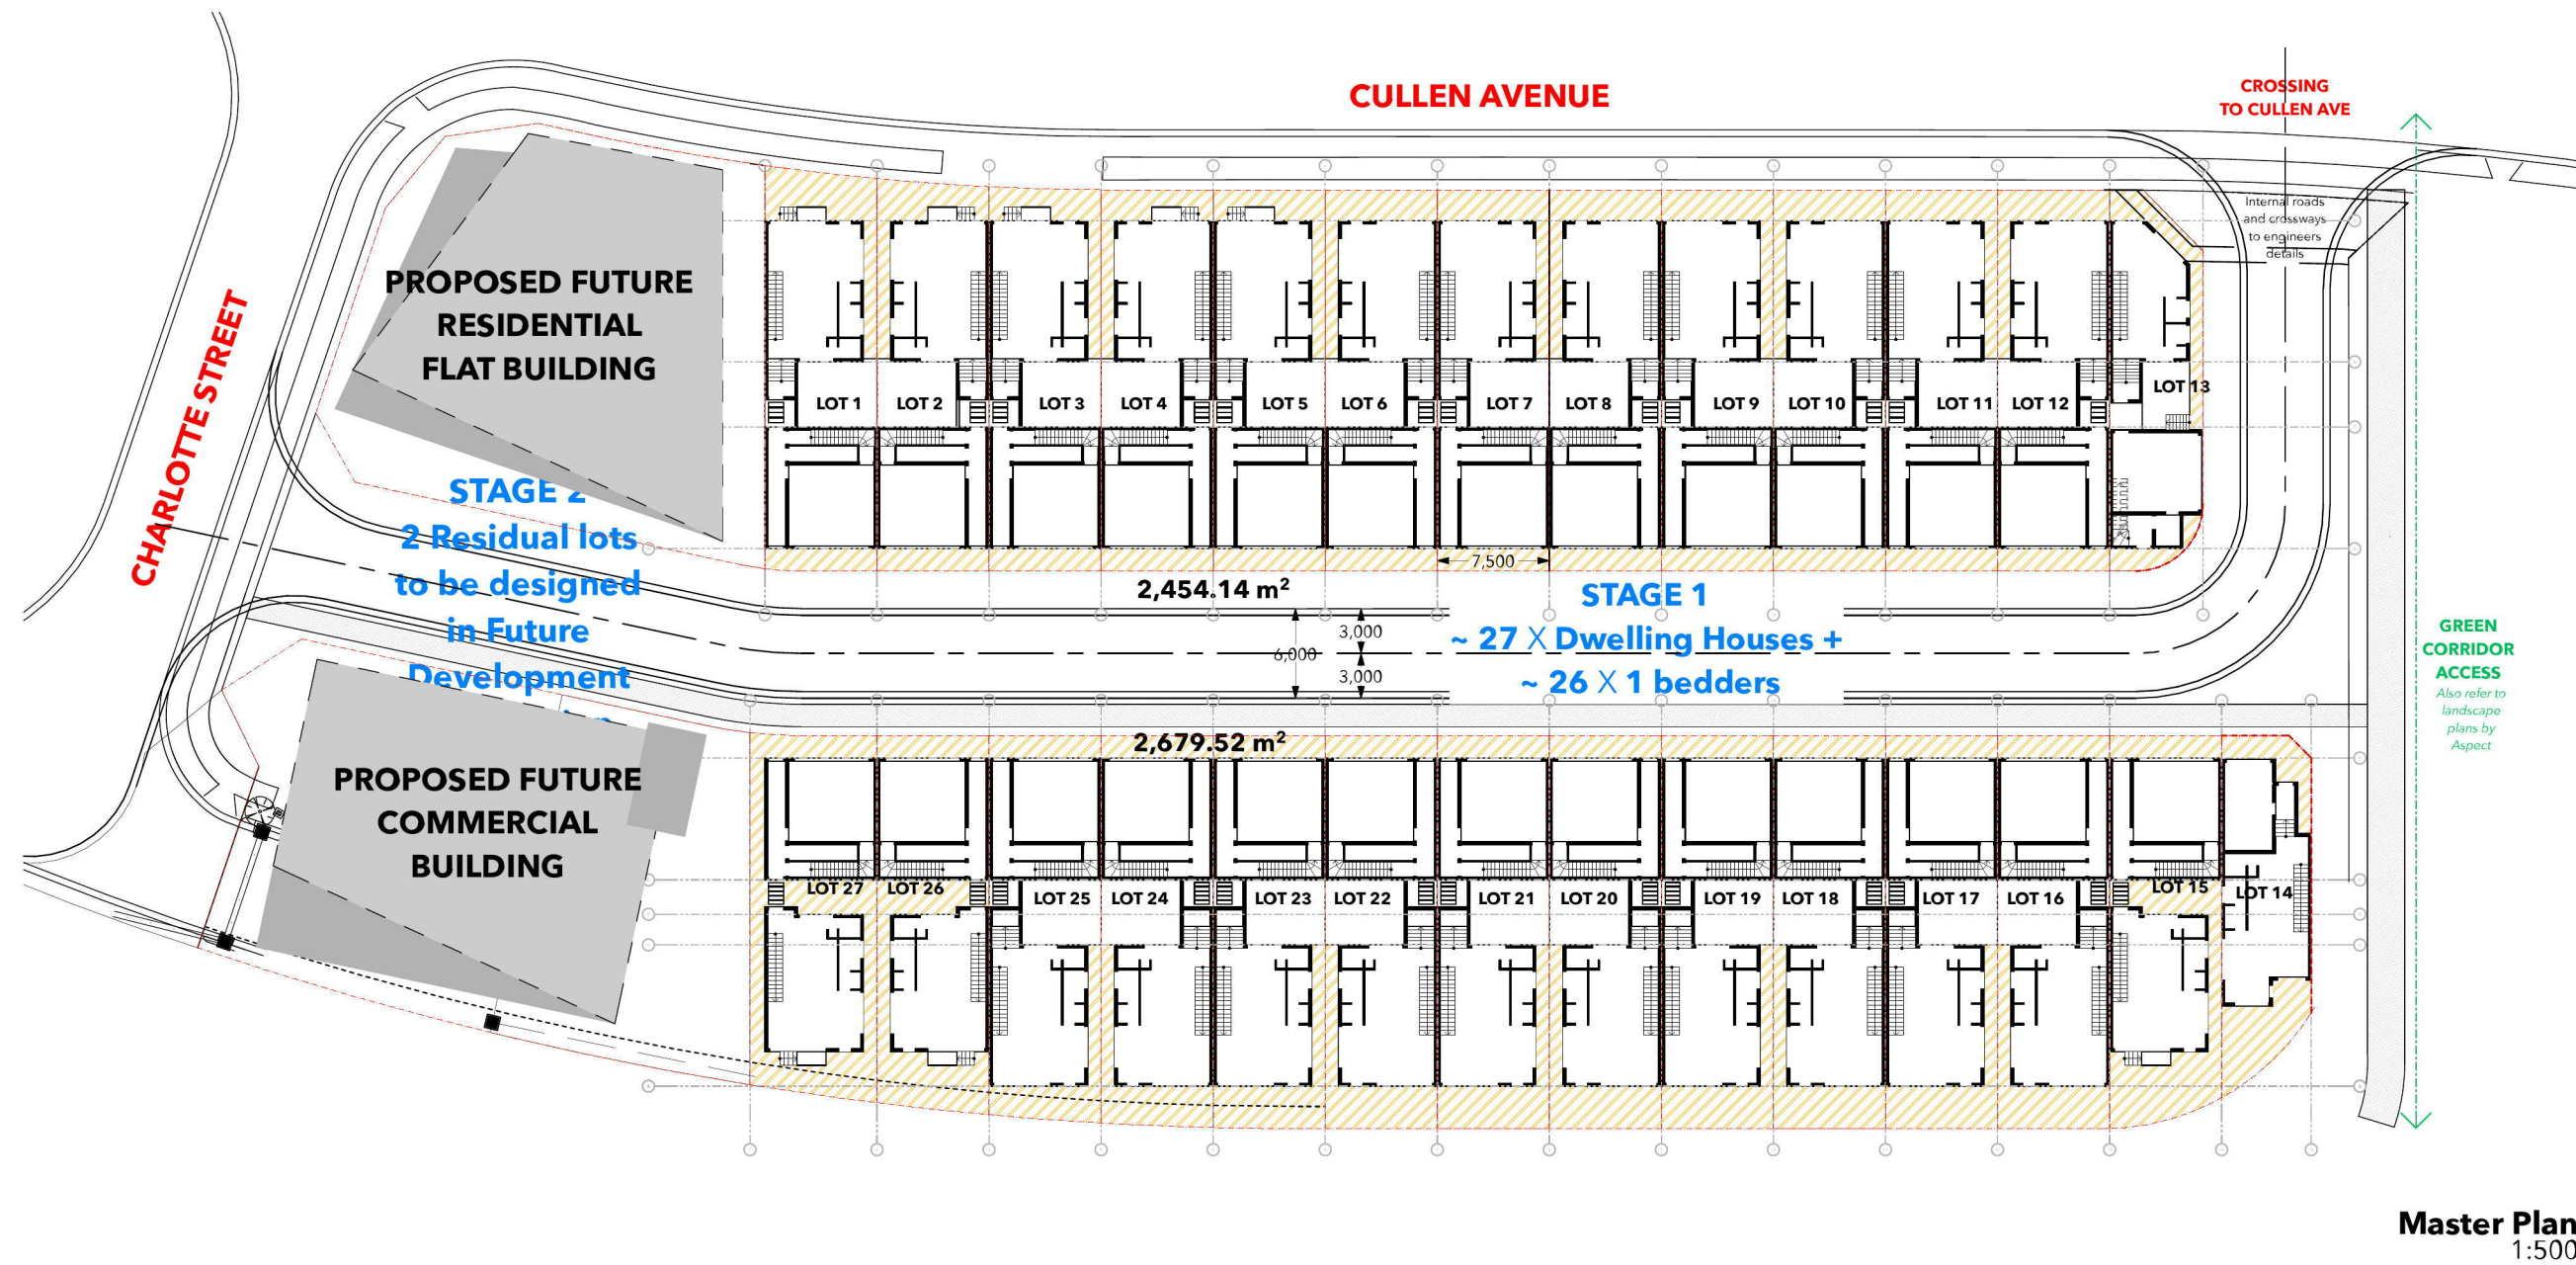 CULLEN AVENUE
CROSSING
TO CULLEN AVE
Internal roads
and crossways
to engineers
details
CHARLOTTE STREET
PROPOSED FUTURE
RESIDENTIAL
FLAT BUILDING
LOT 1
LOT 2
LOT 3
LOT 4
LOT 5
LOT 6
LOT 7
LOT 8
LOT 9
LOT 10
LOT 11
LOT 12
LOT 13
STAGE 2
2 Residual lots
to be designed
in Future
Development
7,500
2,454.14 m²
STAGE 1
~ 27 X Dwelling Houses +
~ 26 X 1 bedders
3,000
6,000
3,000
GREEN
CORRIDOR
ACCESS
Also refer to
landscape
plans by
Aspect
2,679.52 m²
PROPOSED FUTURE
COMMERCIAL
BUILDING
LOT 27
LOT 26
LOT 25
LOT 24
LOT 23
LOT 22
LOT 21
LOT 20
LOT 19
LOT 18
LOT 17
LOT 16
LOT 15
LOT 14
Master Plan
1:500